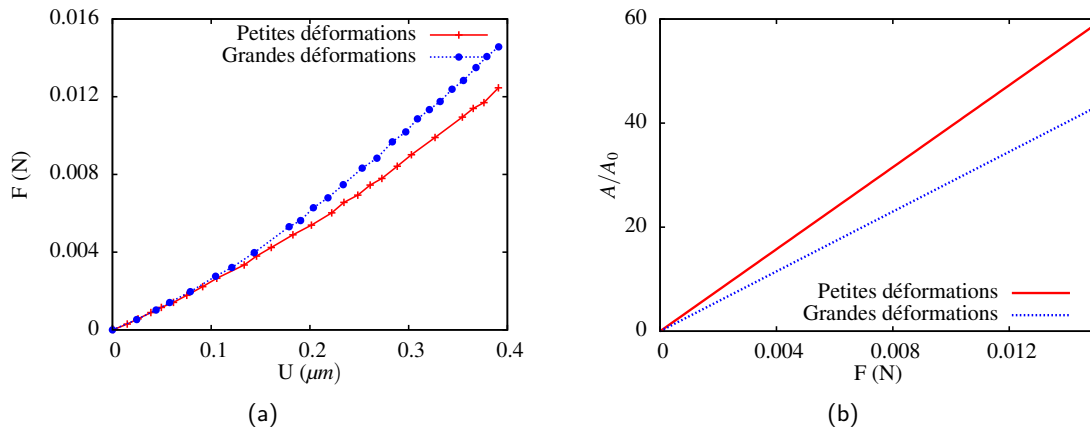 0.016
0.012
0.008
0.004
0
F (N)
Petites déformations
Grandes déformations
0 0.1 0.2 0.3 0.4
U (μm)
(a)
60
40
20
0
A/A₀
Petites déformations
Grandes déformations
0 0.004 0.008 0.012
F (N)
(b)